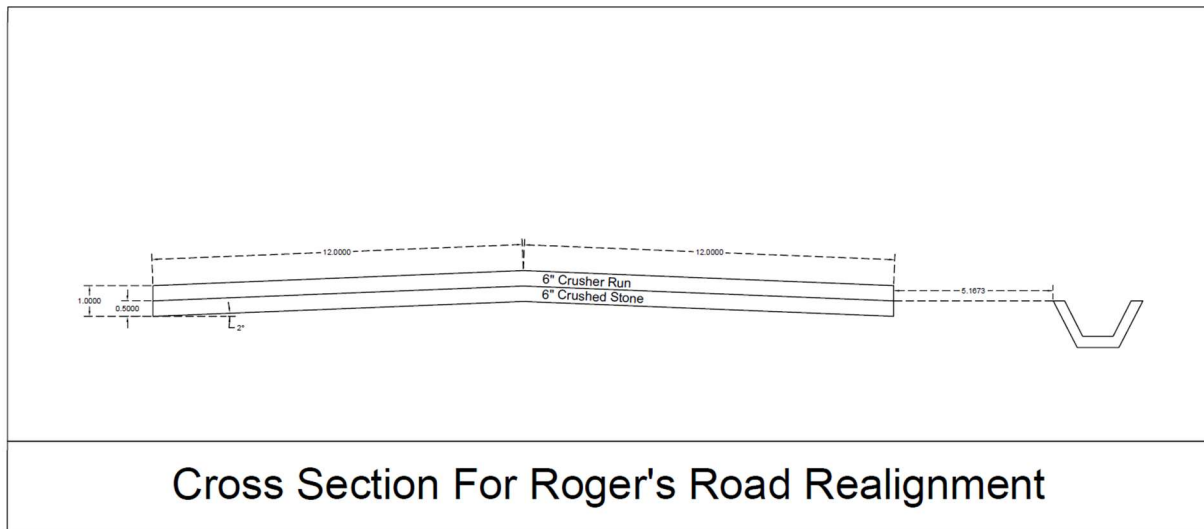 12.0000
12.0000
6" Crusher Run
6" Crushed Stone
1.0000
0.5000
2°
5.1673
Cross Section For Roger's Road Realignment